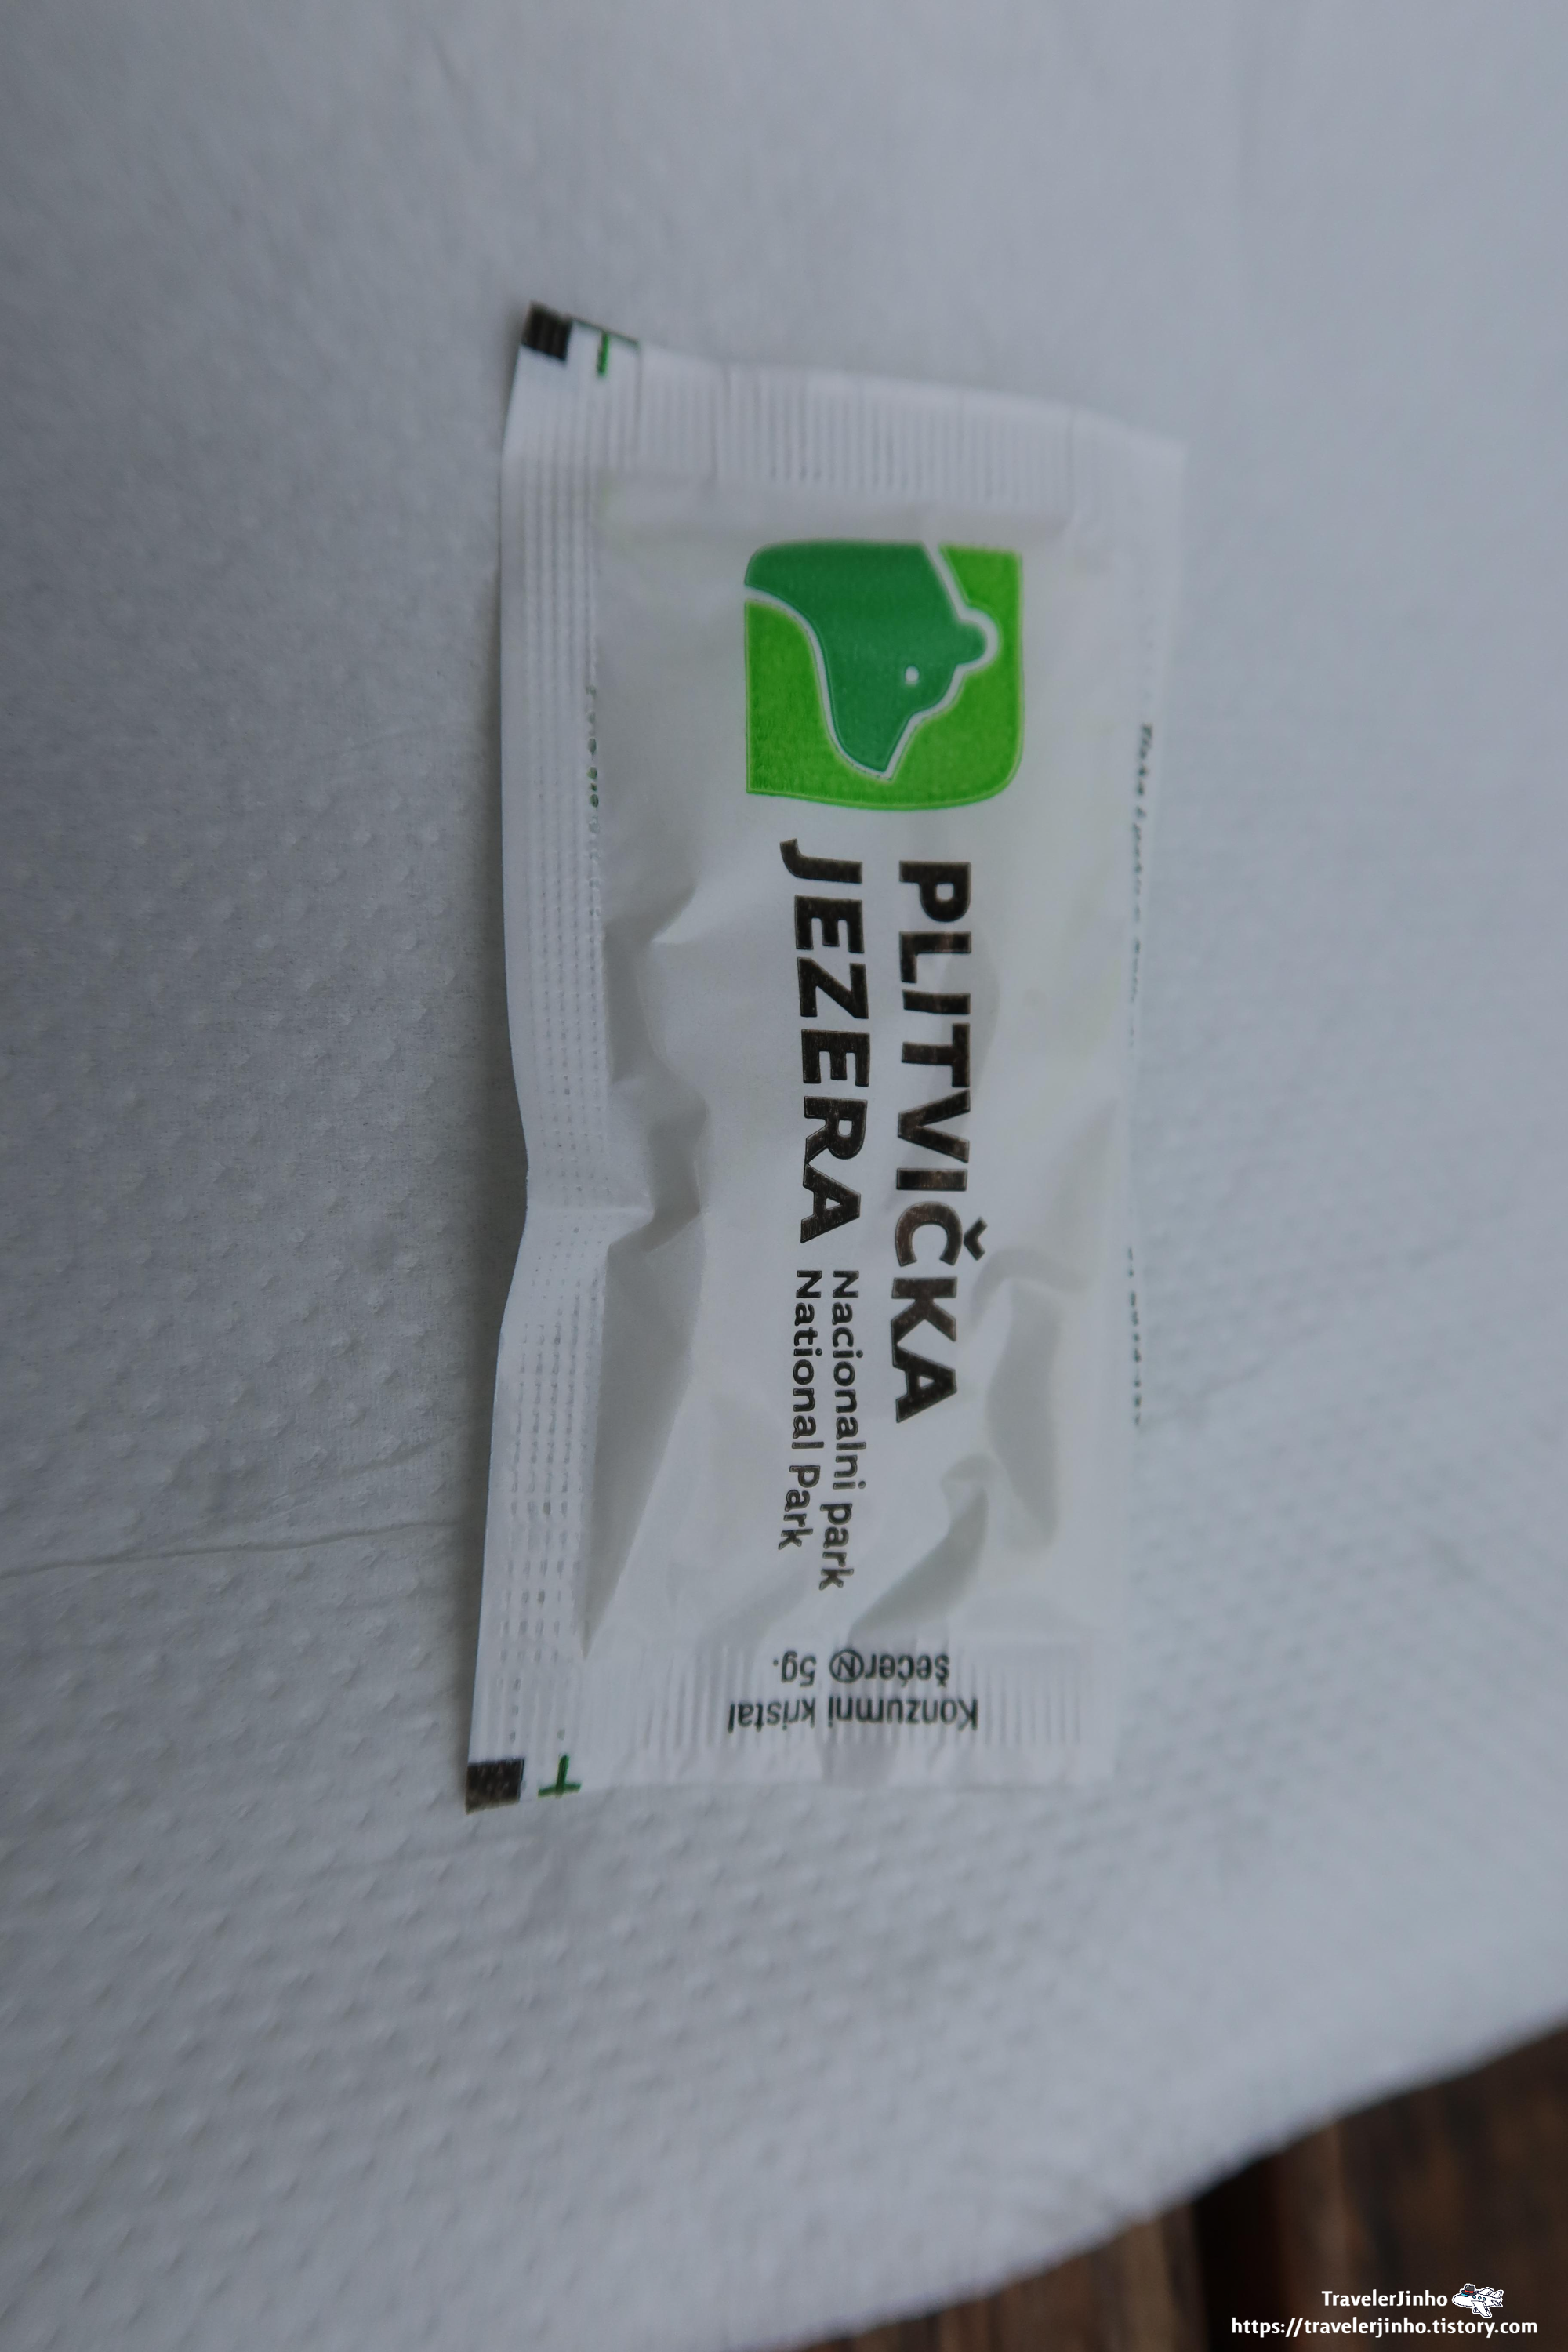 PLITVIČKA
JEZERA
Nacionalni park
National Park
Konzumni kristal
šećer Ⓝ 5g.
TravelerJinho
https://travelerjinho.tistory.com